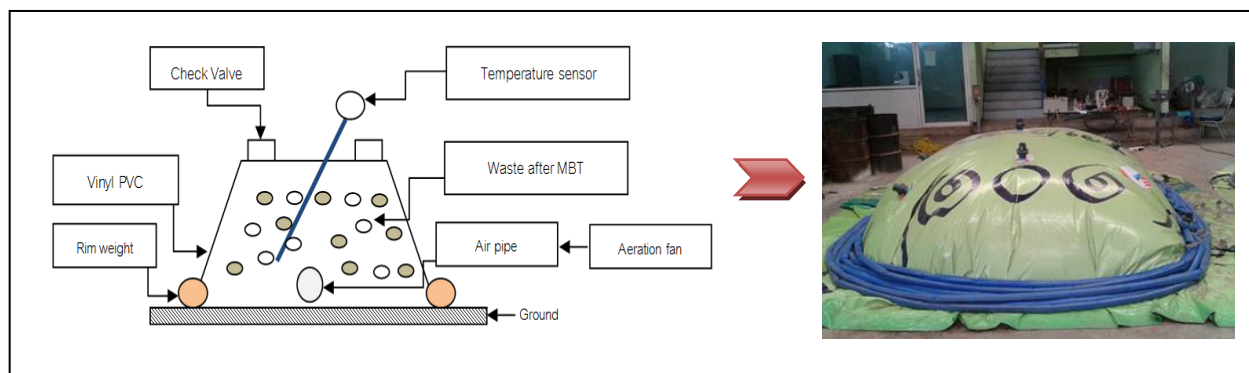 Check Valve
Temperature sensor
Vinyl PVC
Waste after MBT
Rim weight
Air pipe
Aeration fan
Ground